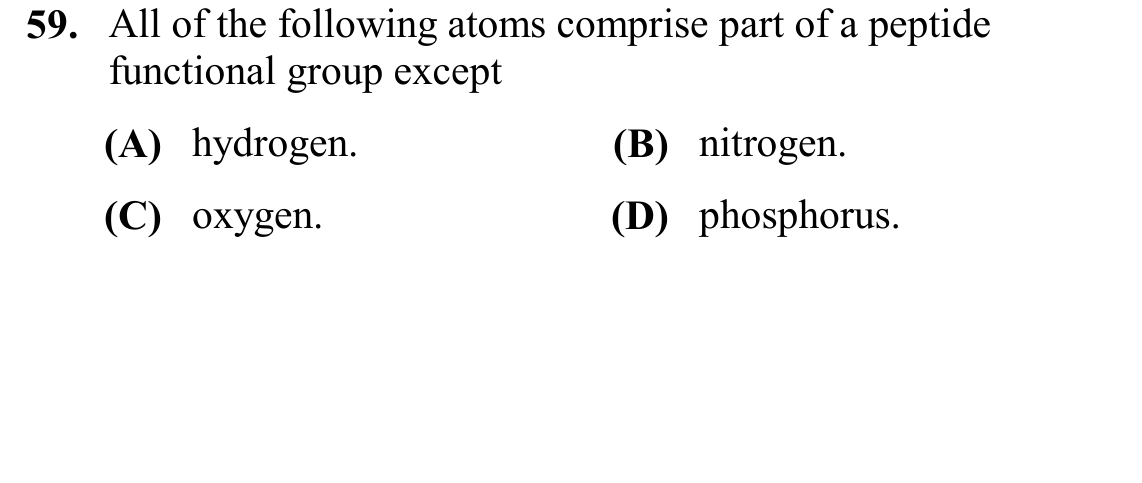 59. All of the following atoms comprise part of a peptide
functional group except
(A) hydrogen. (B) nitrogen.
(C) oxygen. (D) phosphorus.